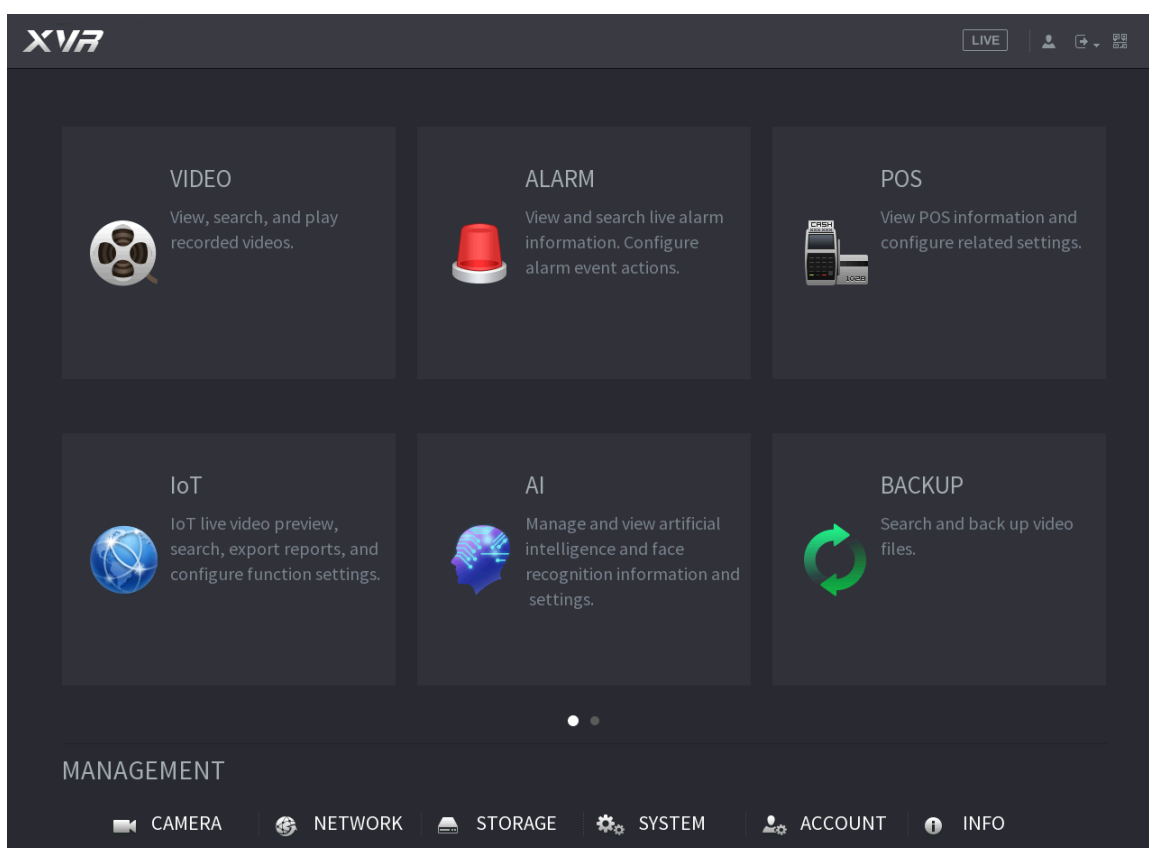 XVR
LIVE
VIDEO
View, search, and play
recorded videos.
ALARM
View and search live alarm
information. Configure
alarm event actions.
POS
View POS information and
configure related settings.
CASH
1028
IoT
IoT live video preview,
search, export reports, and
configure function settings.
AI
Manage and view artificial
intelligence and face
recognition information and
settings.
BACKUP
Search and back up video
files.
MANAGEMENT
CAMERA
NETWORK
STORAGE
SYSTEM
ACCOUNT
INFO